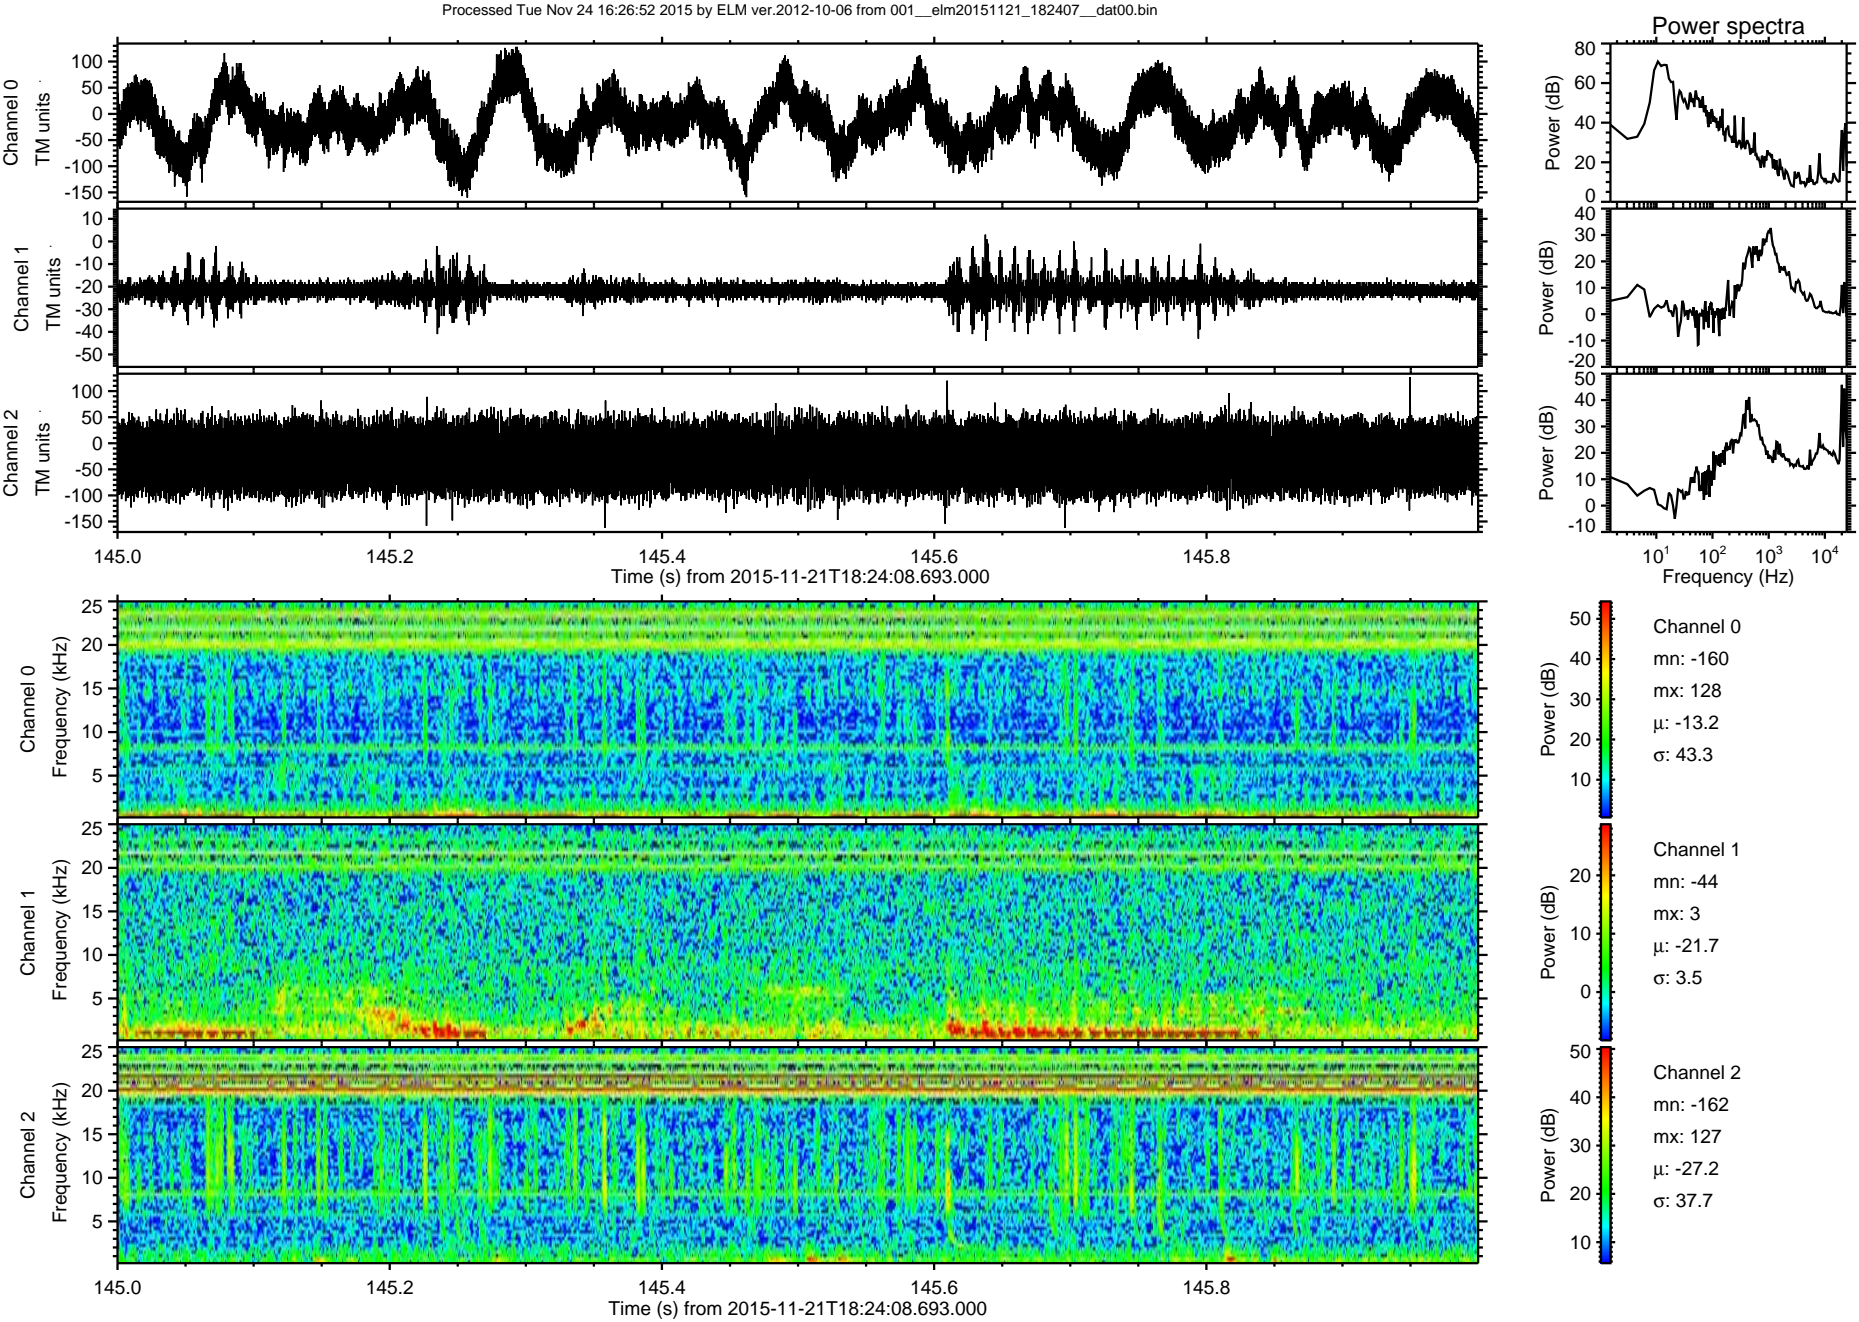 Processed Tue Nov 24 16:26:52 2015 by ELM ver.2012-10-06 from 001__elm20151121_182407__dat00.bin
Power spectra
Channel 0
TM units
100
50
0
-50
-100
-150
Power (dB)
80
60
40
20
0
Channel 1
TM units
10
0
-10
-20
-30
-40
-50
Power (dB)
40
30
20
10
0
-10
-20
Channel 2
TM units
100
50
0
-50
-100
-150
Power (dB)
50
40
30
20
10
0
-10
145.0 145.2 145.4 145.6 145.8
Time (s) from 2015-11-21T18:24:08.693.000
10^1 10^2 10^3 10^4
Frequency (Hz)
Channel 0
Frequency (kHz)
25
20
15
10
5
Power (dB)
50
40
30
20
10
Channel 0
mn: -160
mx: 128
μ: -13.2
σ: 43.3
Channel 1
Frequency (kHz)
25
20
15
10
5
Power (dB)
20
10
0
Channel 1
mn: -44
mx: 3
μ: -21.7
σ: 3.5
Channel 2
Frequency (kHz)
25
20
15
10
5
Power (dB)
50
40
30
20
10
Channel 2
mn: -162
mx: 127
μ: -27.2
σ: 37.7
145.0 145.2 145.4 145.6 145.8
Time (s) from 2015-11-21T18:24:08.693.000